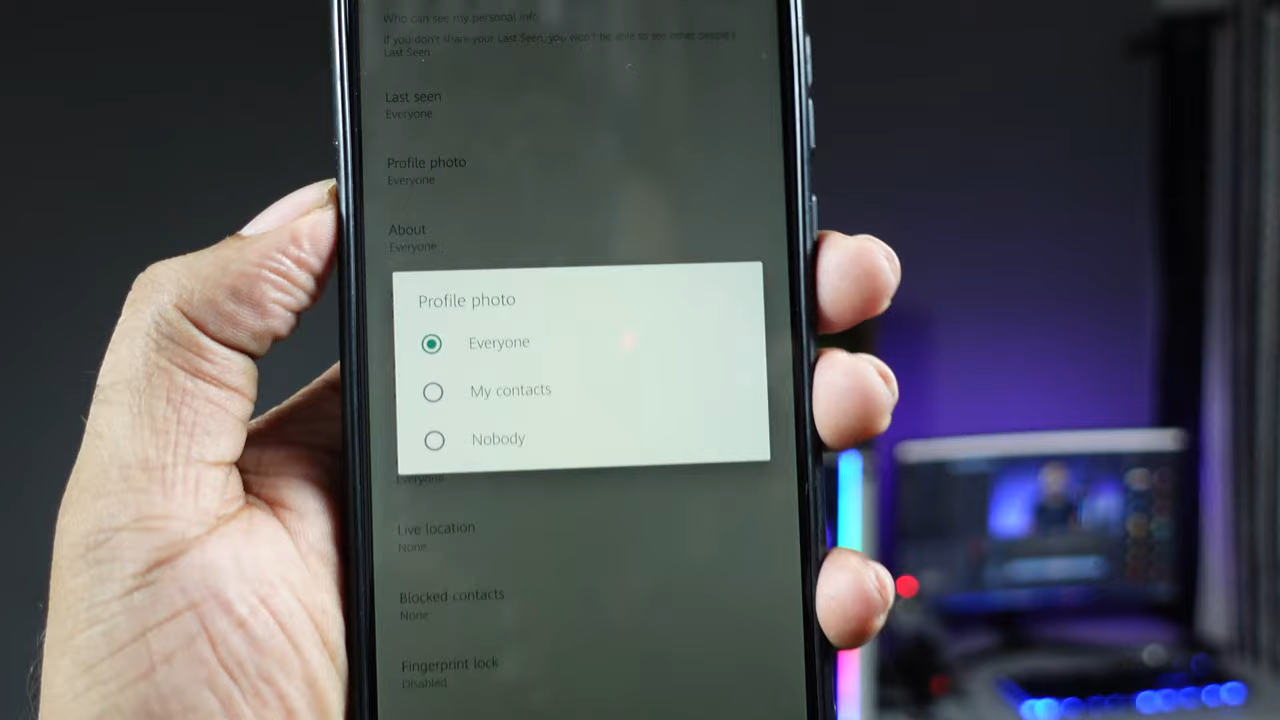 Who can see my personal info
If you don't share your Last Seen, you won't be able to see other people's
Last Seen
Last seen
Everyone
Profile photo
Everyone
About
Everyone
Profile photo
Everyone
My contacts
Nobody
Everyone
Live location
None
Blocked contacts
None
Fingerprint lock
Disabled